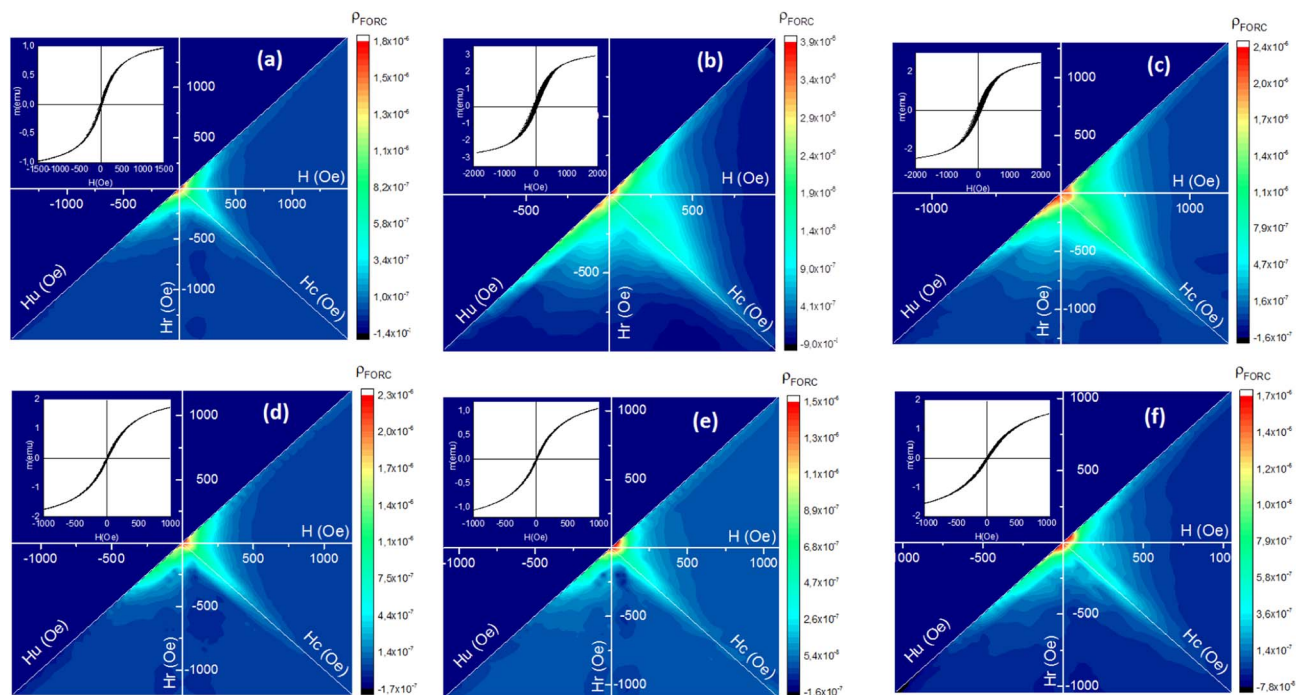 ρFORC
(a)
1,0
0,5
0,0
-0,5
-1,0
m(emu)
-1500 -1000 -500 0 500 1000 1500
H(Oe)
1000
500
H (Oe)
-1000 -500 500 1000
-500
-1000
Hu (Oe)
Hr (Oe)
Hc (Oe)
1,8x10⁻⁶
1,6x10⁻⁶
1,3x10⁻⁶
1,1x10⁻⁶
8,2x10⁻⁷
5,8x10⁻⁷
3,4x10⁻⁷
1,0x10⁻⁷
ρFORC
(b)
3
2
1
0
-1
-2
-3
m(emu)
-2000 -1000 0 1000 2000
H(Oe)
500
H (Oe)
-500 500
-500
Hu (Oe)
Hr (Oe)
Hc (Oe)
3,9x10⁻⁶
3,4x10⁻⁶
2,9x10⁻⁶
2,4x10⁻⁶
1,9x10⁻⁶
1,4x10⁻⁶
9,0x10⁻⁷
4,1x10⁻⁷
ρFORC
(c)
2
0
-2
m(emu)
-2000 -1000 0 1000 2000
H(Oe)
1000
500
H (Oe)
-1000 1000
-500
-1000
Hu (Oe)
Hr (Oe)
Hc (Oe)
2,4x10⁻⁶
2,0x10⁻⁶
1,7x10⁻⁶
1,4x10⁻⁶
1,1x10⁻⁶
7,9x10⁻⁷
4,7x10⁻⁷
1,6x10⁻⁷
-1,6x10⁻⁷
ρFORC
(d)
2
1
0
-1
-2
m(emu)
-1000 -500 0 500 1000
H(Oe)
1000
500
H (Oe)
-1000 -500 500 1000
-500
-1000
Hu (Oe)
Hr (Oe)
Hc (Oe)
2,3x10⁻⁶
2,0x10⁻⁶
1,7x10⁻⁶
1,4x10⁻⁶
1,1x10⁻⁶
7,5x10⁻⁷
4,4x10⁻⁷
1,4x10⁻⁷
-1,7x10⁻⁷
ρFORC
(e)
1,0
0,5
0,0
-0,5
-1,0
m(emu)
-1000 -500 0 500 1000
H(Oe)
1000
500
H (Oe)
-1000 -500 500 1000
-500
-1000
Hu (Oe)
Hr (Oe)
Hc (Oe)
1,5x10⁻⁶
1,3x10⁻⁶
1,1x10⁻⁶
8,9x10⁻⁷
6,8x10⁻⁷
4,7x10⁻⁷
2,6x10⁻⁷
5,4x10⁻⁸
-1,6x10⁻⁷
ρFORC
(f)
2
1
0
-1
-2
m(emu)
-1000 -500 0 500 1000
H(Oe)
1000
500
H (Oe)
-1000 -500 500
-500
-1000
Hu (Oe)
Hr (Oe)
Hc (Oe)
1,7x10⁻⁶
1,4x10⁻⁶
1,2x10⁻⁶
1,0x10⁻⁶
7,9x10⁻⁷
5,7x10⁻⁷
3,6x10⁻⁷
1,4x10⁻⁷
-7,8x10⁻⁸